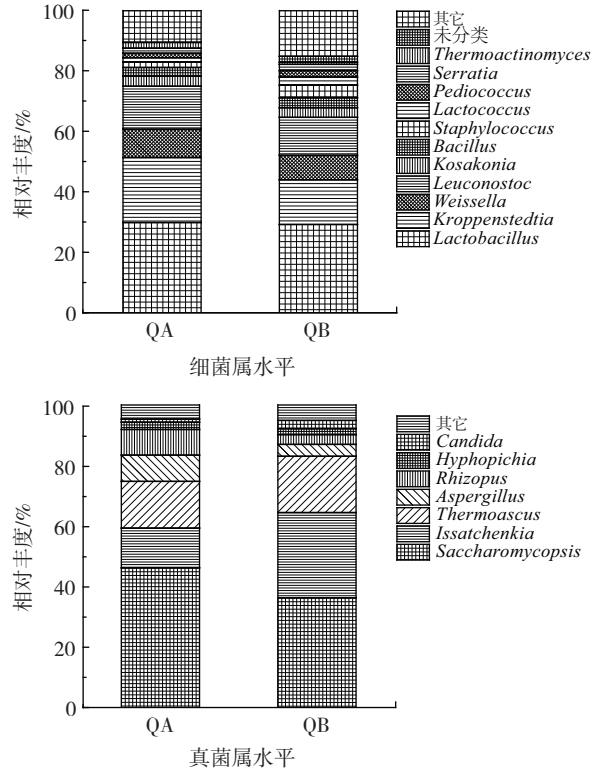 100
80
60
40
20
0
相对丰度/%
QA
QB
细菌属水平
其它
未分类
Thermoactinomyces
Serratia
Pediococcus
Lactococcus
Staphylococcus
Bacillus
Kosakonia
Leuconostoc
Weissella
Kroppenstedtia
Lactobacillus
100
80
60
40
20
0
相对丰度/%
QA
QB
真菌属水平
其它
Candida
Hyphopichia
Rhizopus
Aspergillus
Thermoascus
Issatchenkia
Saccharomycopsis